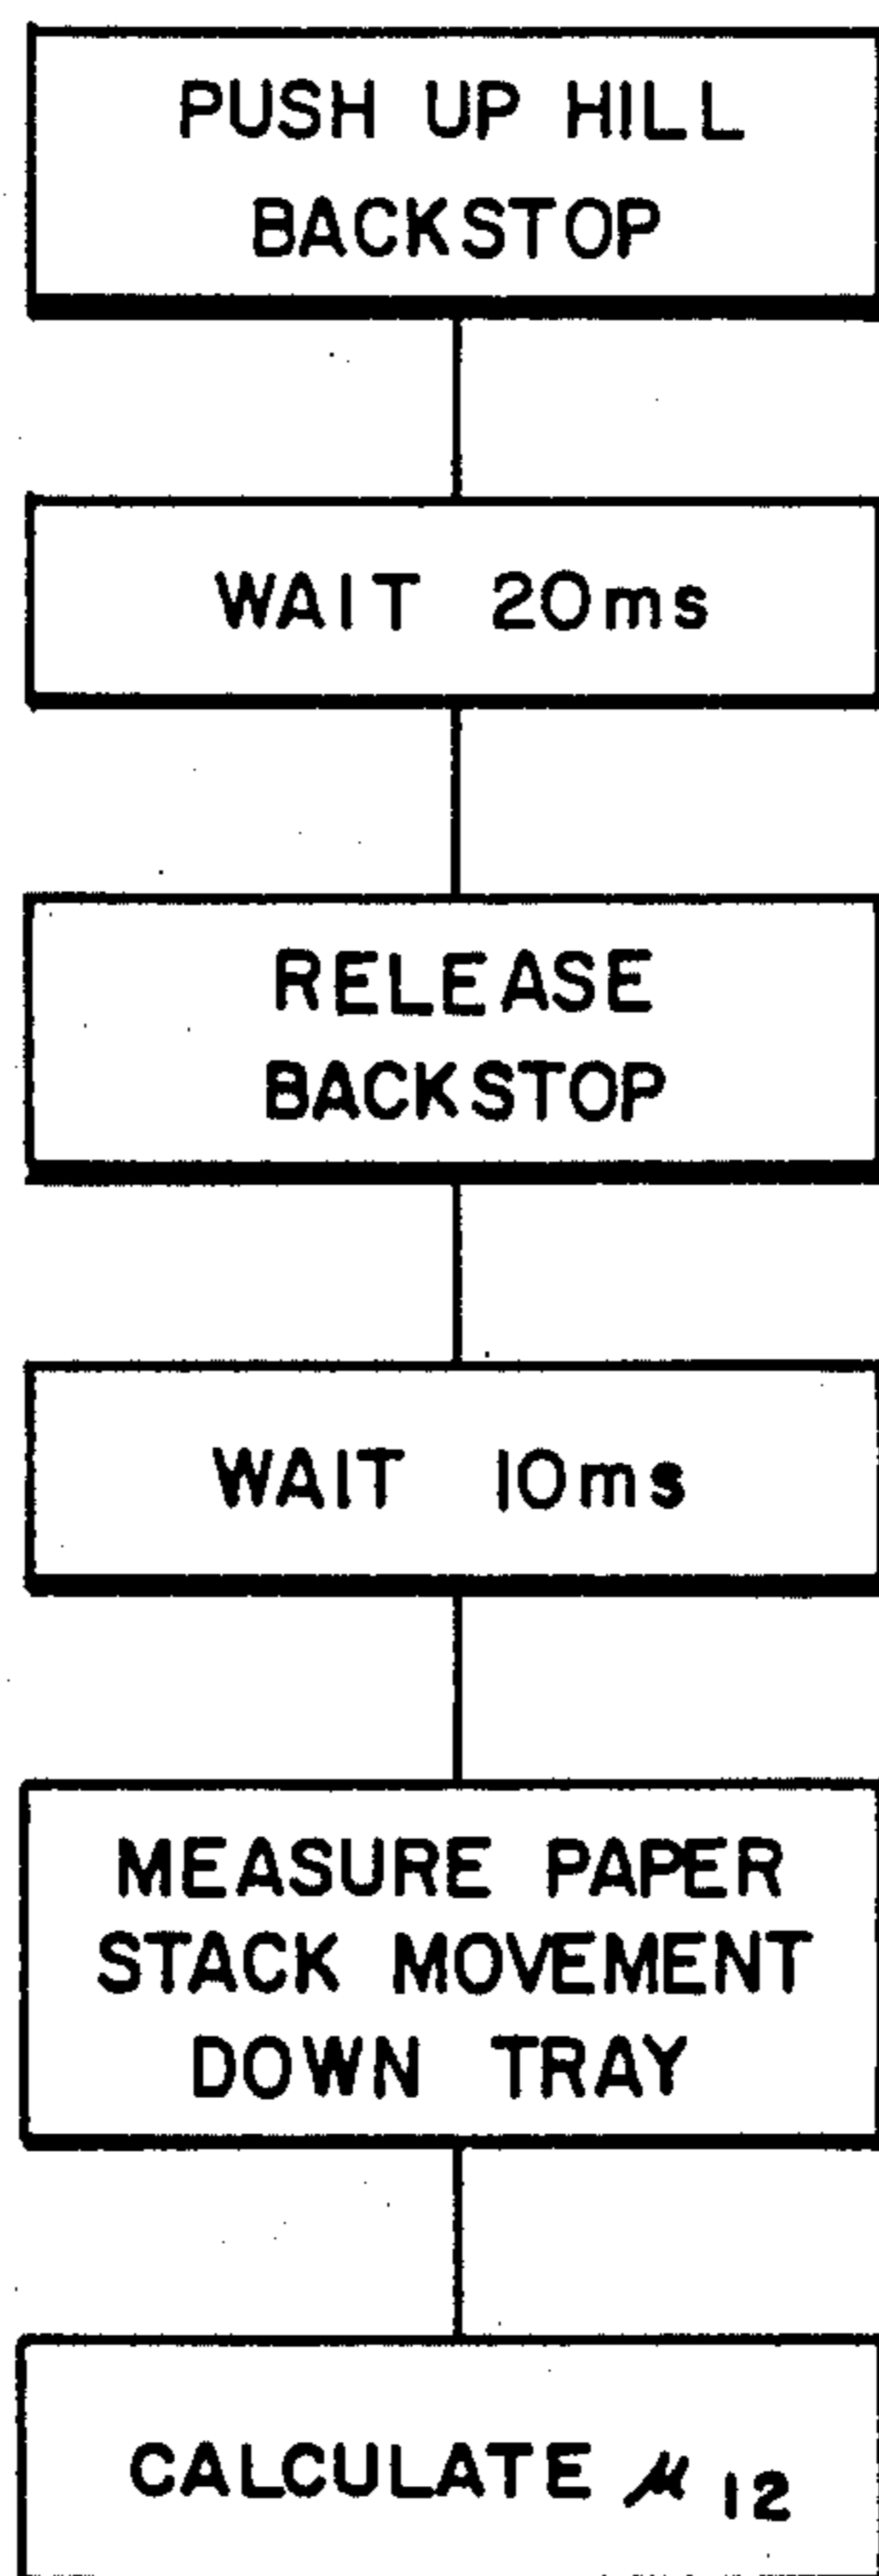 PUSH UP HILL
BACKSTOP
WAIT 20ms
RELEASE
BACKSTOP
WAIT 10ms
MEASURE PAPER
STACK MOVEMENT
DOWN TRAY
CALCULATE μ12